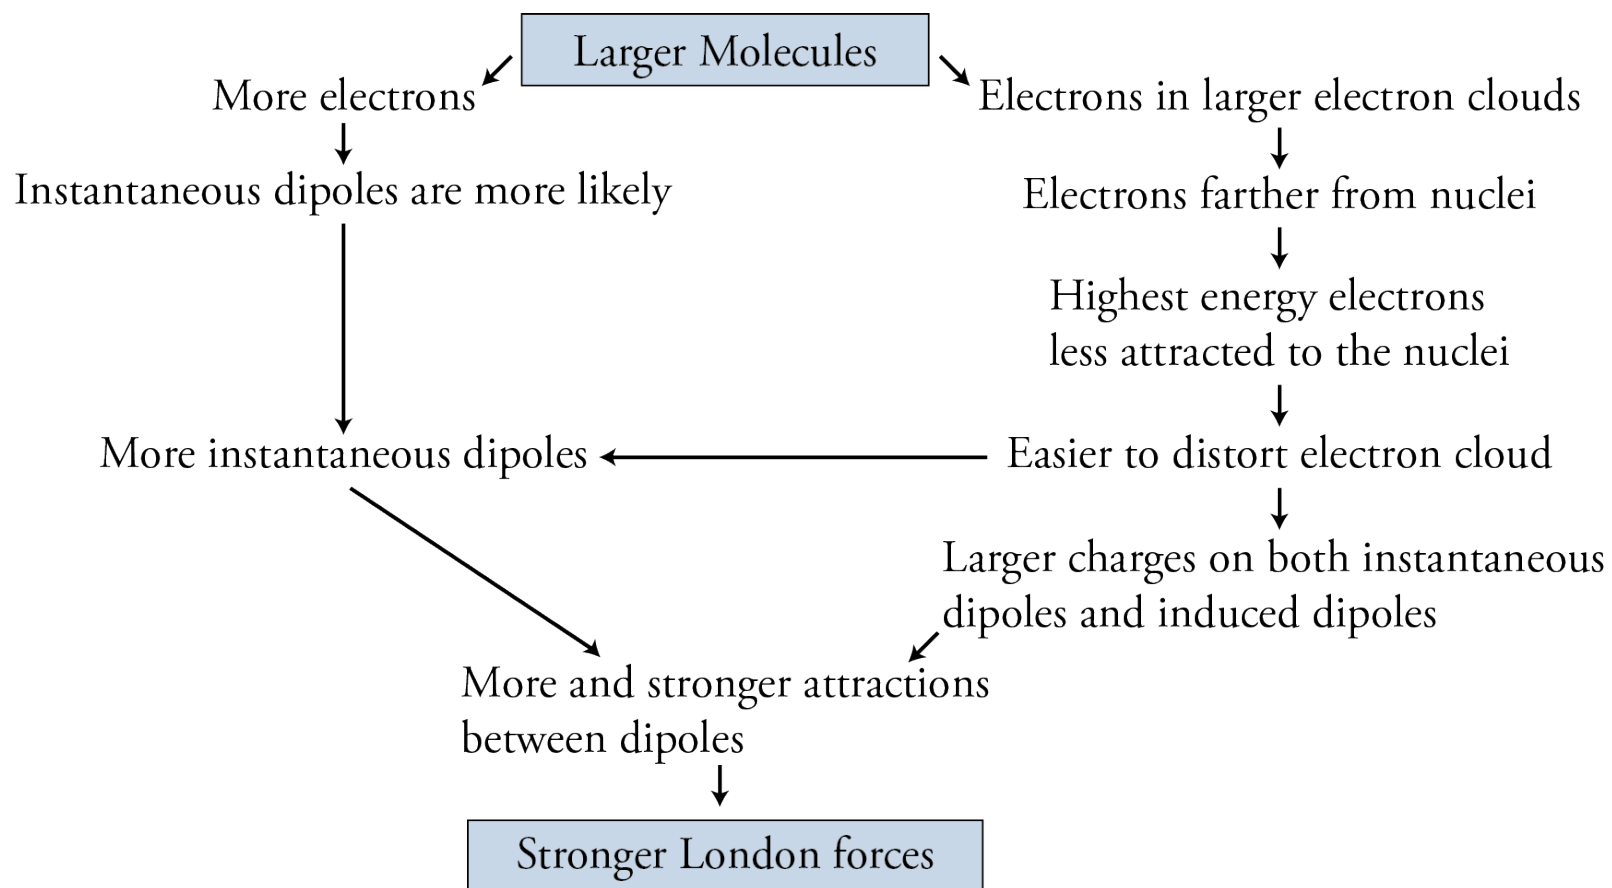 Larger Molecules
More electrons
Electrons in larger electron clouds
Instantaneous dipoles are more likely
Electrons farther from nuclei
Highest energy electrons
less attracted to the nuclei
More instantaneous dipoles
Easier to distort electron cloud
Larger charges on both instantaneous
dipoles and induced dipoles
More and stronger attractions
between dipoles
Stronger London forces